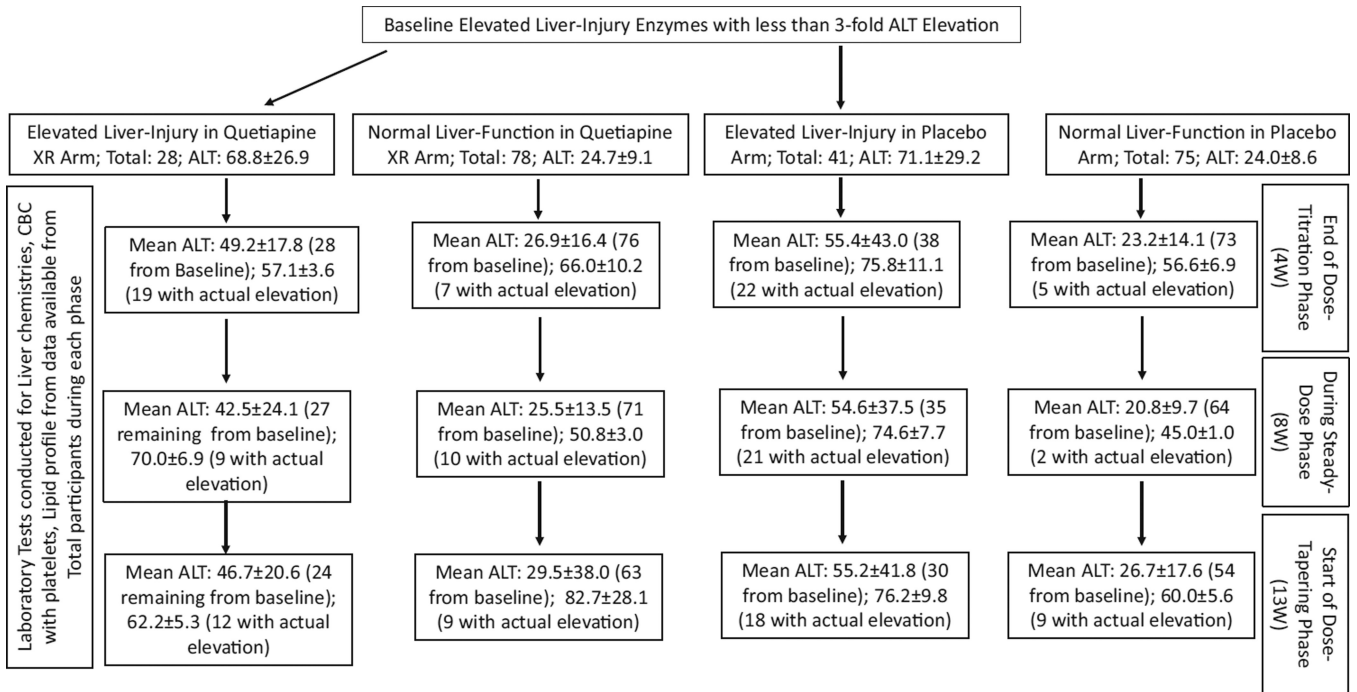 Baseline Elevated Liver-Injury Enzymes with less than 3-fold ALT Elevation
Elevated Liver-Injury in Quetiapine
XR Arm; Total: 28; ALT: 68.8±26.9
Normal Liver-Function in Quetiapine
XR Arm; Total: 78; ALT: 24.7±9.1
Elevated Liver-Injury in Placebo
Arm; Total: 41; ALT: 71.1±29.2
Normal Liver-Function in Placebo
Arm; Total: 75; ALT: 24.0±8.6
Laboratory Tests conducted for Liver chemistries, CBC
with platelets, Lipid profile from data available from
Total participants during each phase
Mean ALT: 49.2±17.8 (28
from Baseline); 57.1±3.6
(19 with actual elevation)
Mean ALT: 26.9±16.4 (76
from baseline); 66.0±10.2
(7 with actual elevation)
Mean ALT: 55.4±43.0 (38
from baseline); 75.8±11.1
(22 with actual elevation)
Mean ALT: 23.2±14.1 (73
from baseline); 56.6±6.9
(5 with actual elevation)
End of Dose-
Titration Phase
(4W)
Mean ALT: 42.5±24.1 (27
remaining from baseline);
70.0±6.9 (9 with actual
elevation)
Mean ALT: 25.5±13.5 (71
from baseline); 50.8±3.0
(10 with actual elevation)
Mean ALT: 54.6±37.5 (35
from baseline); 74.6±7.7
(21 with actual elevation)
Mean ALT: 20.8±9.7 (64
from baseline); 45.0±1.0
(2 with actual elevation)
During Steady-
Dose Phase
(8W)
Mean ALT: 46.7±20.6 (24
remaining from baseline);
62.2±5.3 (12 with actual
elevation)
Mean ALT: 29.5±38.0 (63
from baseline); 82.7±28.1
(9 with actual elevation)
Mean ALT: 55.2±41.8 (30
from baseline); 76.2±9.8
(18 with actual elevation)
Mean ALT: 26.7±17.6 (54
from baseline); 60.0±5.6
(9 with actual elevation)
Start of Dose-
Tapering Phase
(13W)